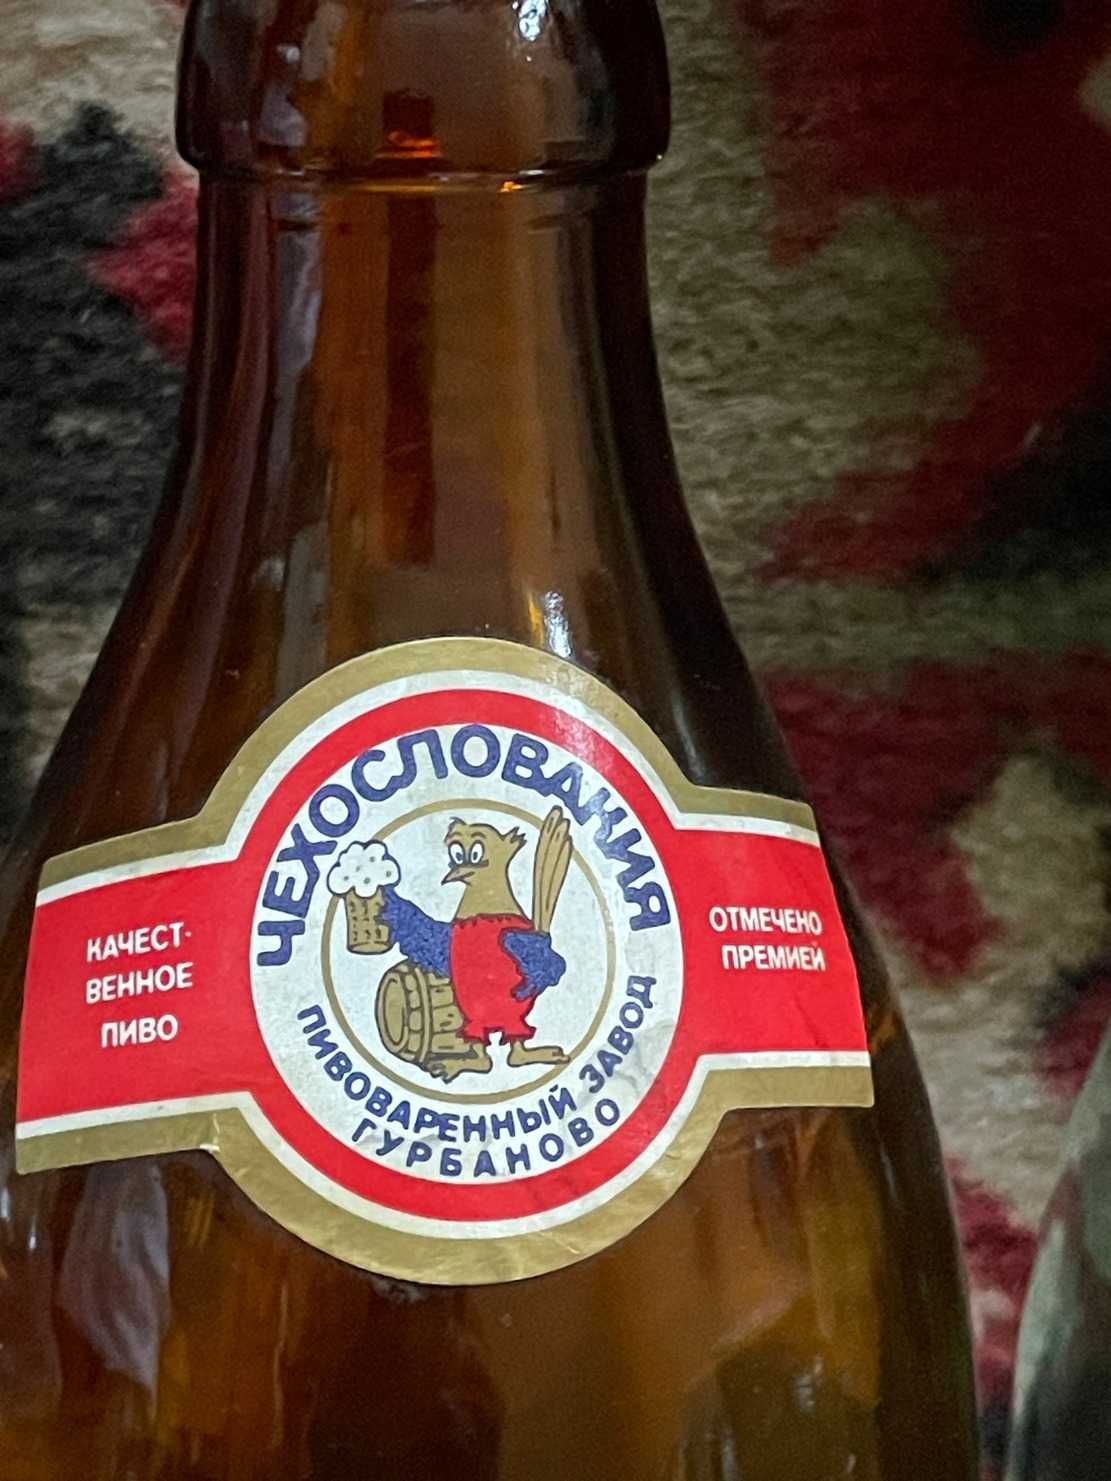 КАЧЕСТ-
ВЕННОЕ
ПИВО
ЧЕХОСЛОВАКИЯ
ПИВОВАРЕННЫЙ ЗАВОД
ГУРБАНОВО
ОТМЕЧЕНО
ПРЕМИЕЙ